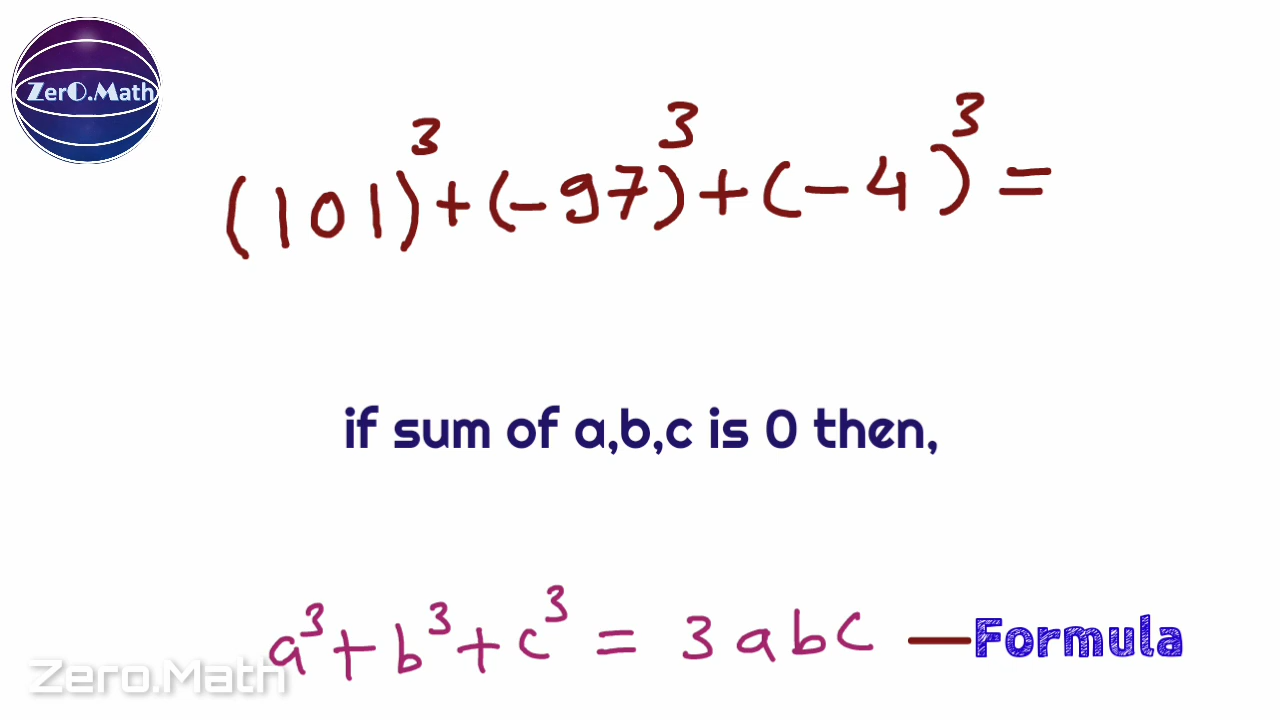 ZerO.Math
(101)³+(-97)³+(-4)³=
if sum of a,b,c is 0 then,
a³+b³+c³=3abc —Formula
Zero.Math